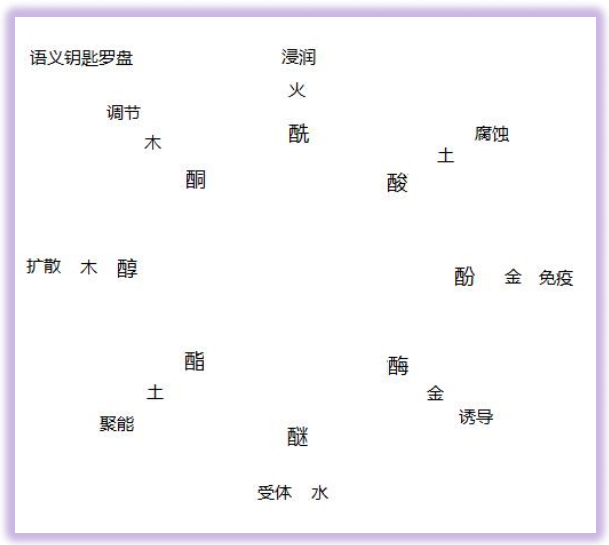 语义钥匙罗盘
浸润
火
酰
调节
木
酮
腐蚀
土
酸
扩散 木 醇
酚 金 免疫
酯
土
聚能
酶
金
诱导
醚
受体 水